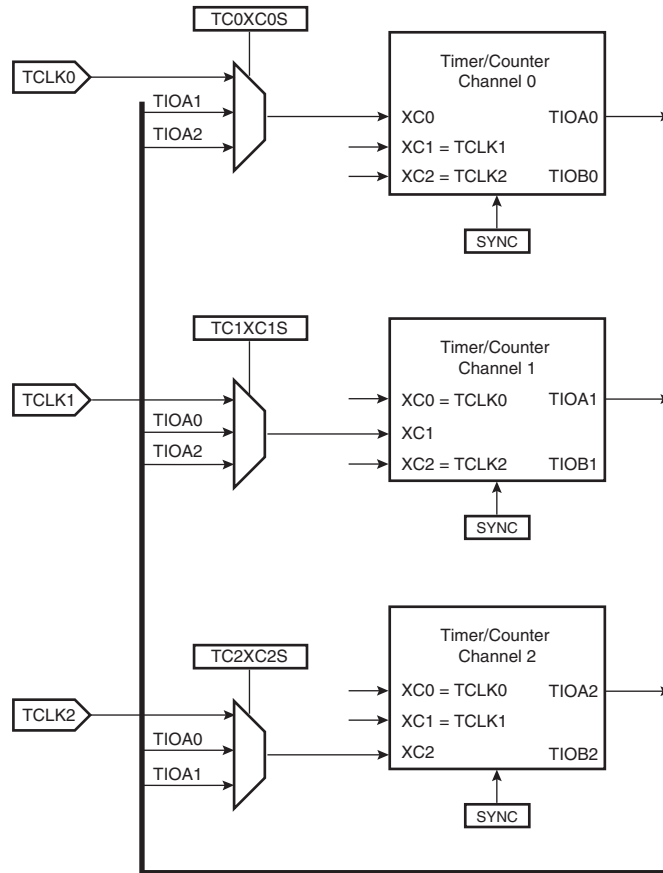 TC0XC0S
TCLK0
TIOA1
TIOA2
Timer/Counter
Channel 0
XC0
TIOA0
XC1 = TCLK1
XC2 = TCLK2
TIOB0
SYNC
TC1XC1S
TCLK1
TIOA0
TIOA2
Timer/Counter
Channel 1
XC0 = TCLK0
TIOA1
XC1
XC2 = TCLK2
TIOB1
SYNC
TC2XC2S
TCLK2
TIOA0
TIOA1
Timer/Counter
Channel 2
XC0 = TCLK0
TIOA2
XC1 = TCLK1
XC2
TIOB2
SYNC